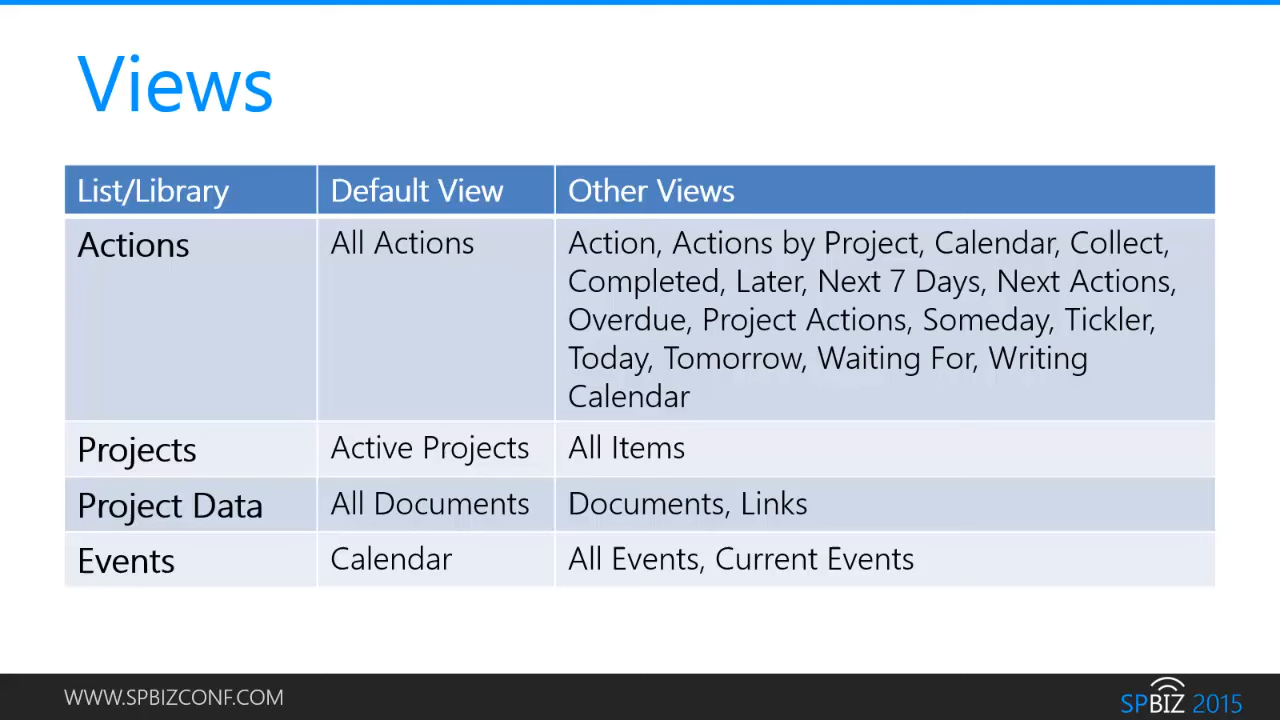 Views
List/Library
Default View
Other Views
Actions
All Actions
Action, Actions by Project, Calendar, Collect,
Completed, Later, Next 7 Days, Next Actions,
Overdue, Project Actions, Someday, Tickler,
Today, Tomorrow, Waiting For, Writing
Calendar
Projects
Active Projects
All Items
Project Data
All Documents
Documents, Links
Events
Calendar
All Events, Current Events
WWW.SPBIZCONF.COM
SPBIZ 2015